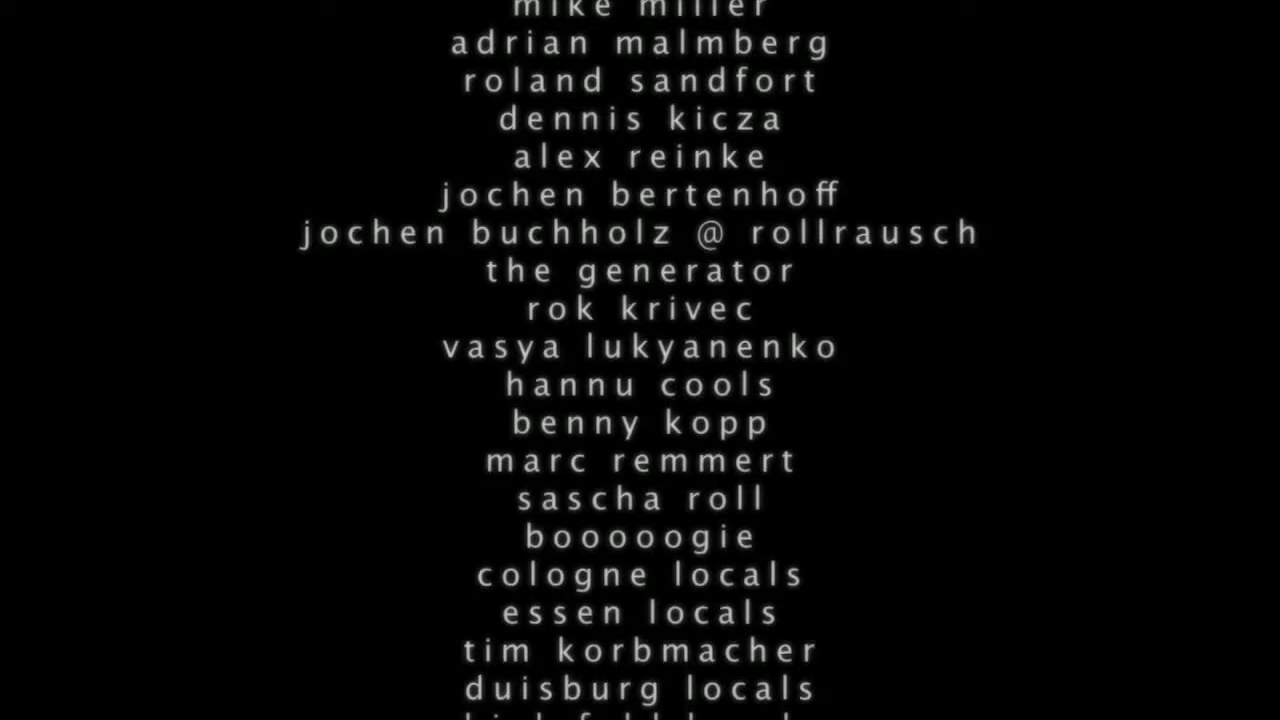 mike miller
adrian malmberg
roland sandfort
dennis kicza
alex reinke
jochen bertenhoff
jochen buchholz @ rollrausch
the generator
rok krivec
vasya lukyanenko
hannu cools
benny kopp
marc remmert
sascha roll
booooogie
cologne locals
essen locals
tim korbmacher
duisburg locals